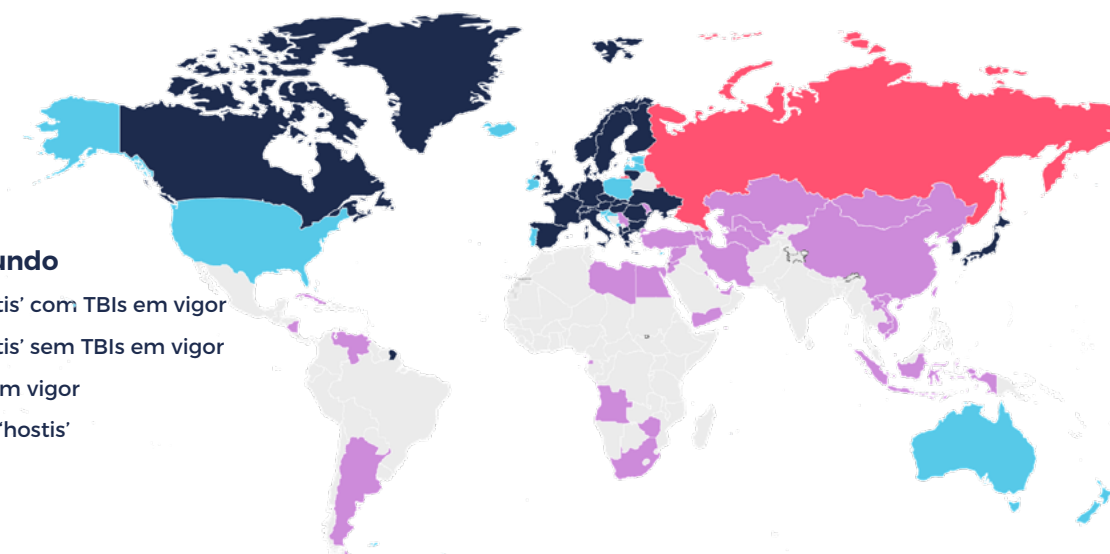 undo
tis’ com TBIs em vigor
tis’ sem TBIs em vigor
m vigor
‘hostis’